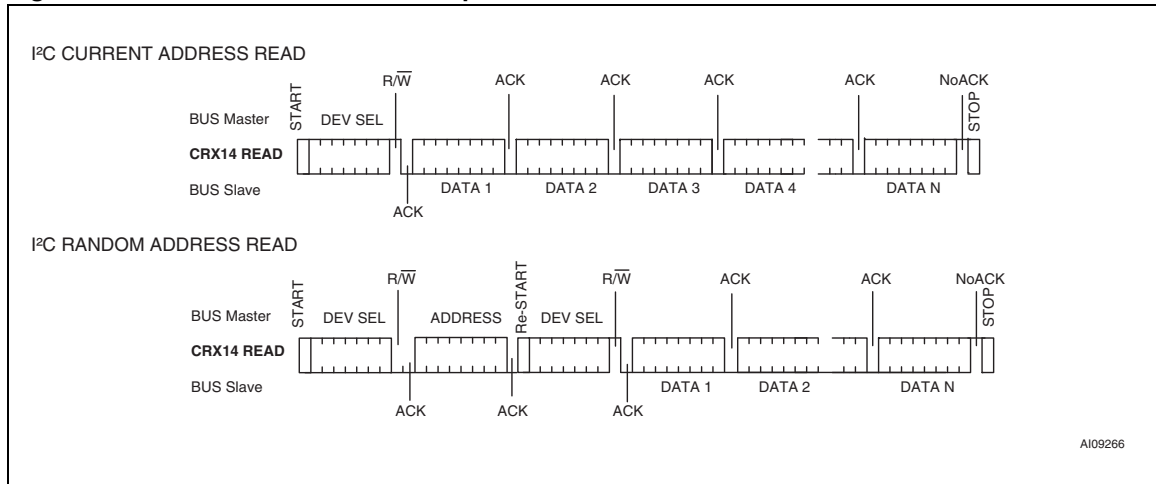 I²C CURRENT ADDRESS READ
R/W̅ ACK ACK ACK ACK NoACK
BUS Master START DEV SEL STOP
CRX14 READ
BUS Slave DATA 1 DATA 2 DATA 3 DATA 4 DATA N
ACK
I²C RANDOM ADDRESS READ
R/W̅ R/W̅ ACK ACK NoACK
BUS Master START DEV SEL ADDRESS Re-START DEV SEL STOP
CRX14 READ
BUS Slave DATA 1 DATA 2 DATA N
ACK ACK ACK
AI09266